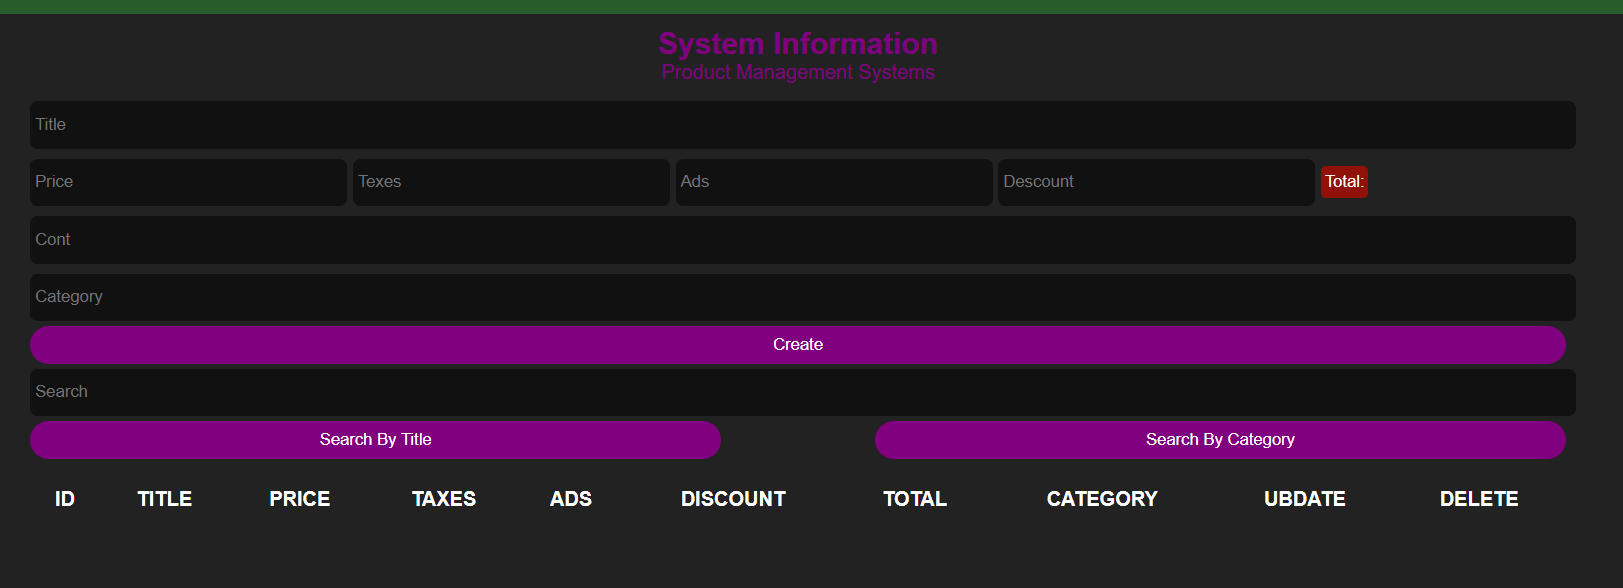 System Information
Product Management Systems
Title
Price Texes Ads Descount Total:
Cont
Category
Create
Search
Search By Title Search By Category
ID TITLE PRICE TAXES ADS DISCOUNT TOTAL CATEGORY UBDATE DELETE